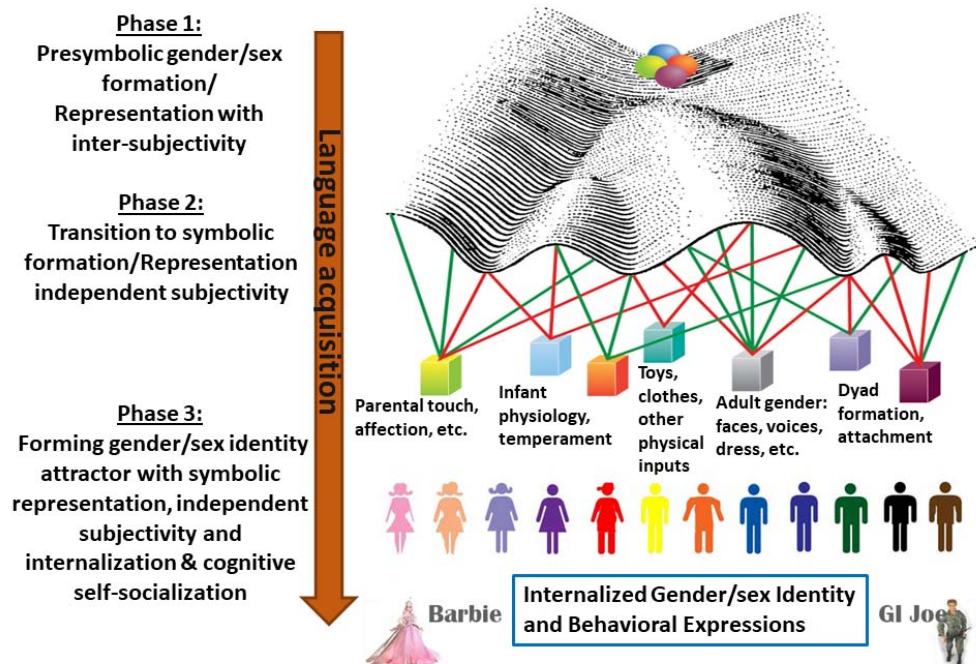 Phase 1:
Presymbolic gender/sex
formation/
Representation with
inter-subjectivity
Phase 2:
Transition to symbolic
formation/Representation
independent subjectivity
Phase 3:
Forming gender/sex identity
attractor with symbolic
representation, independent
subjectivity and
internalization & cognitive
self-socialization
Language acquisition
Parental touch,
affection, etc.
Infant
physiology,
temperament
Toys,
clothes,
other
physical
inputs
Adult gender:
faces, voices,
dress, etc.
Dyad
formation,
attachment
Barbie
Internalized Gender/sex Identity
and Behavioral Expressions
GI Joe